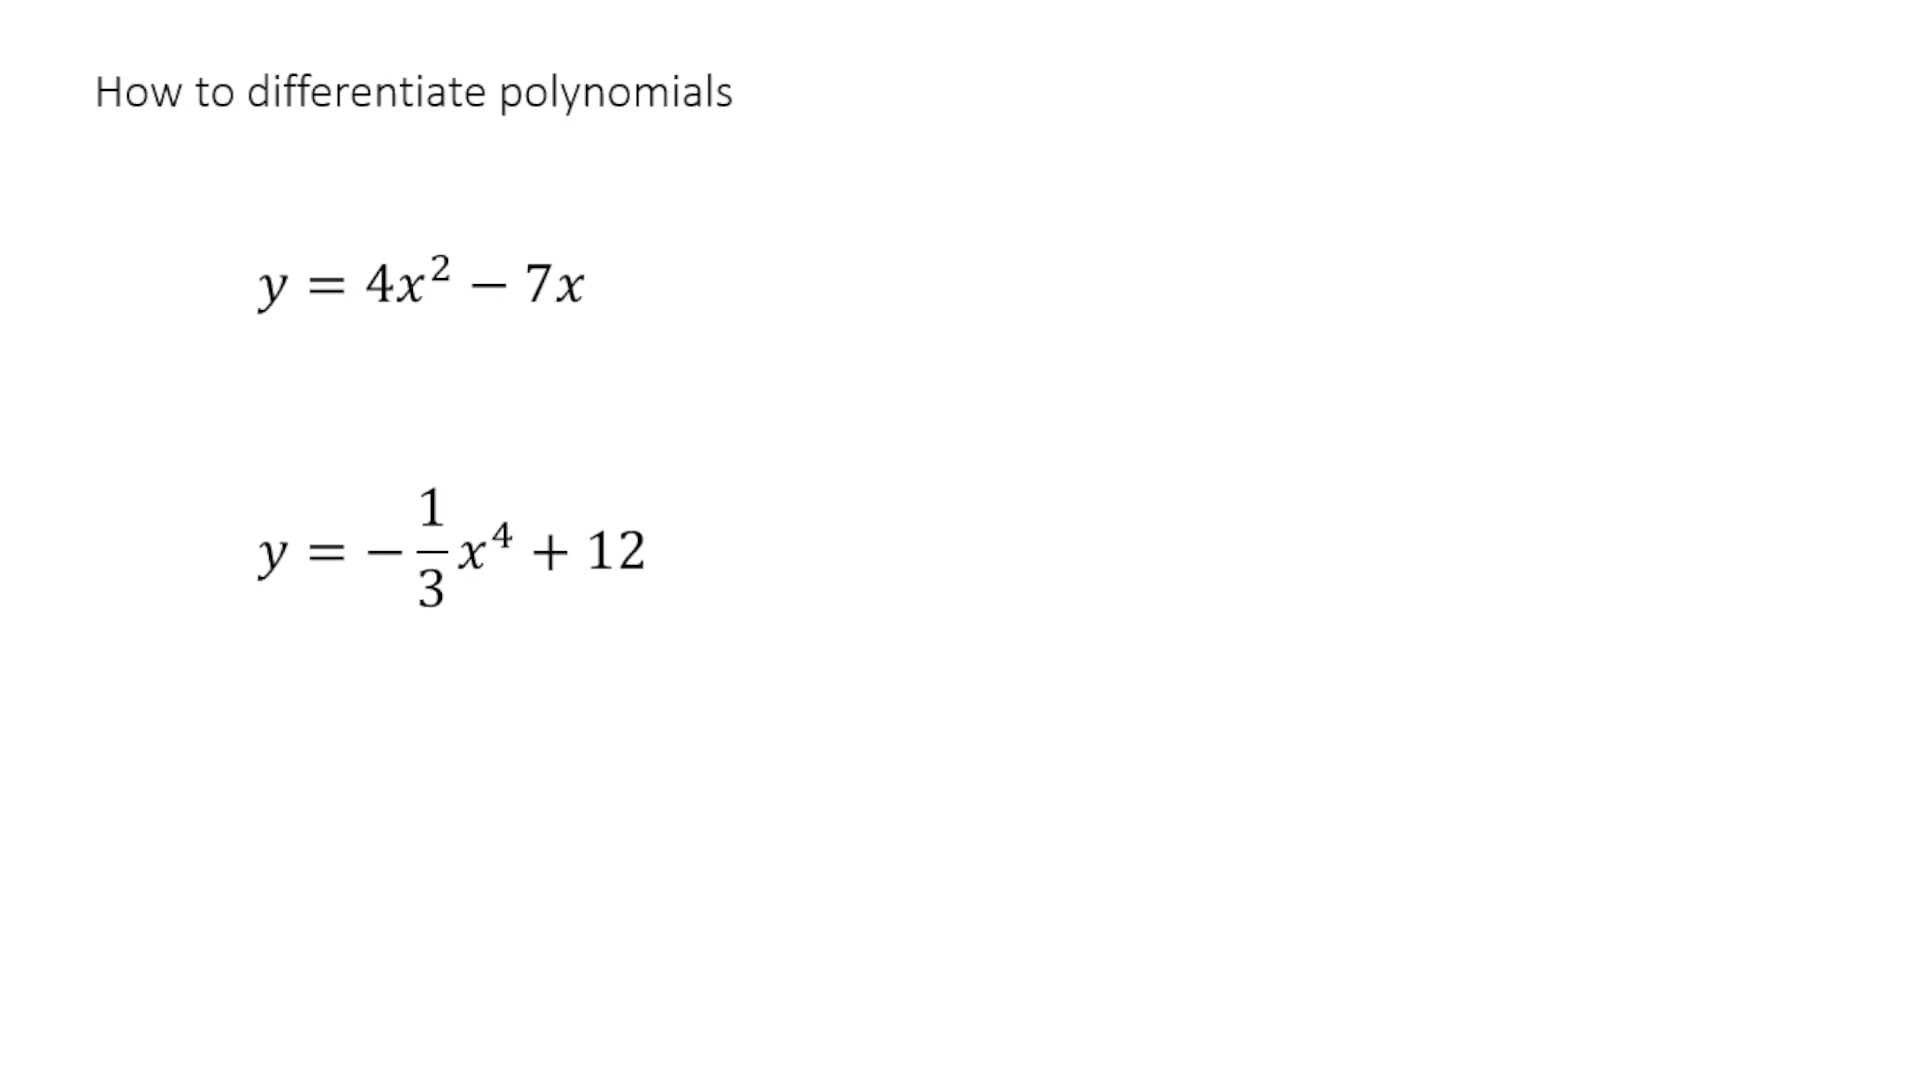 How to differentiate polynomials
y = 4x² − 7x
y = −1/3 x⁴ + 12